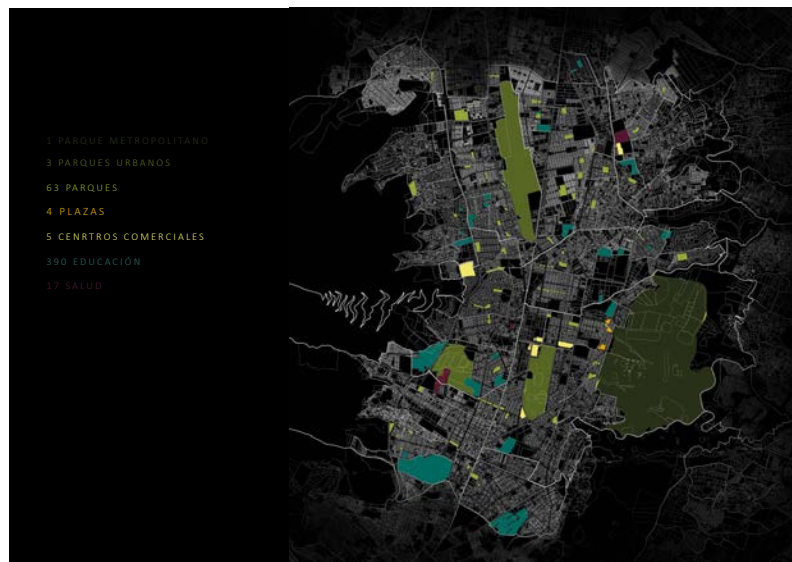 1 PARQUE METROPOLITANO
3 PARQUES URBANOS
63 PARQUES
4 PLAZAS
5 CENRTROS COMERCIALES
390 EDUCACIÓN
17 SALUD